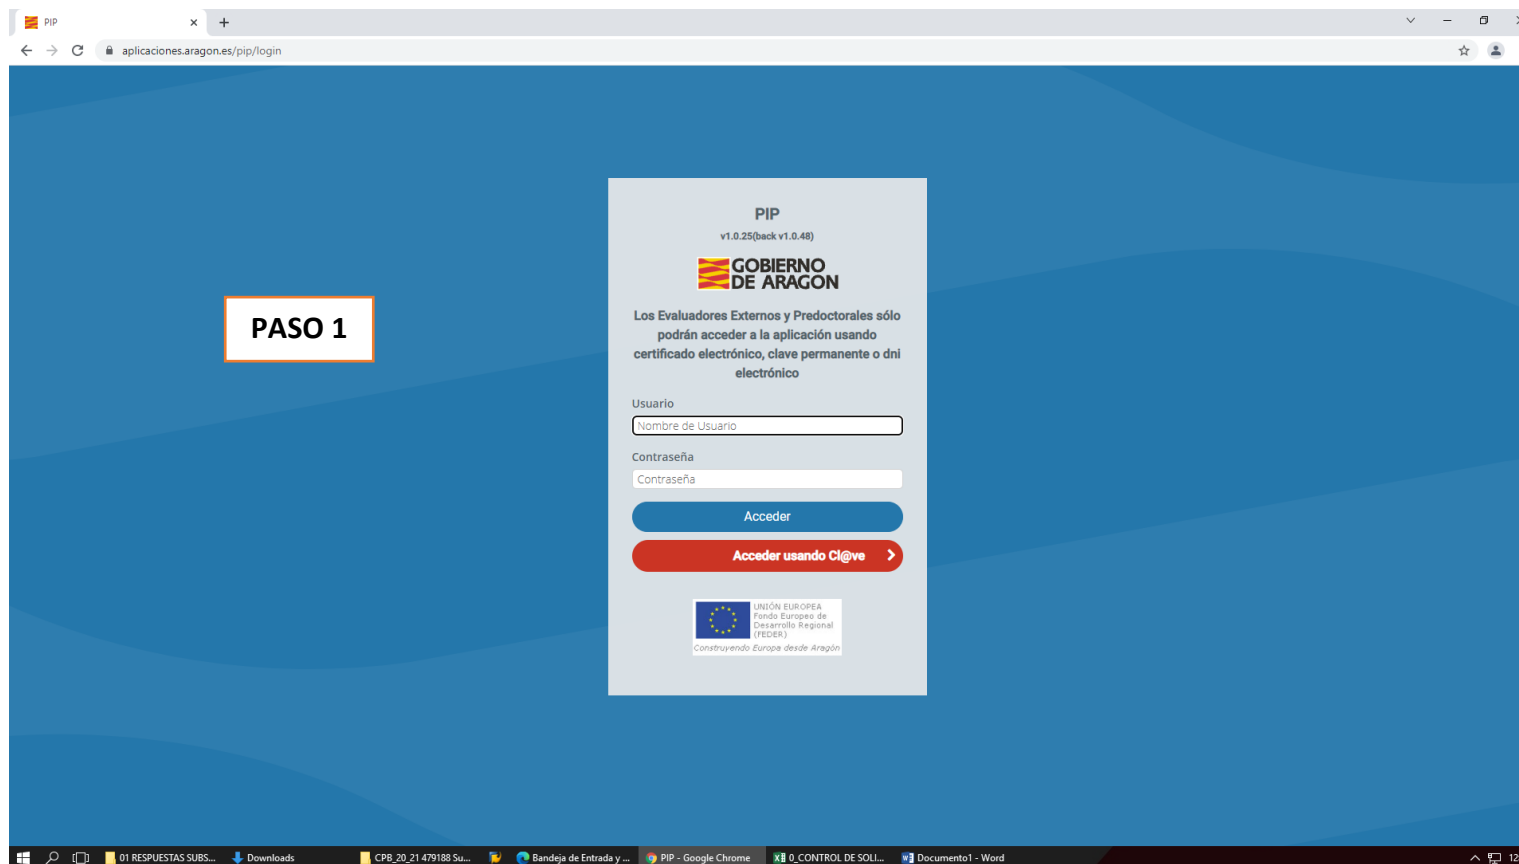 PIP
aplicaciones.aragon.es/pip/login
PIP
v1.0.25(back v1.0.48)
GOBIERNO
DE ARAGON
PASO 1
Los Evaluadores Externos y Predoctorales sólo
podrán acceder a la aplicación usando
certificado electrónico, clave permanente o dni
electrónico
Usuario
Nombre de Usuario
Contraseña
Contraseña
Acceder
Acceder usando Cl@ve
UNIÓN EUROPEA
Fondo Europeo de
Desarrollo Regional
(FEDER)
Construyendo Europa desde Aragón
01 RESPUESTAS SUBS... Downloads CPB_20_21 479188 Su... Bandeja de Entrada y ... PIP - Google Chrome 0_CONTROL DE SOLI... Documento1 - Word